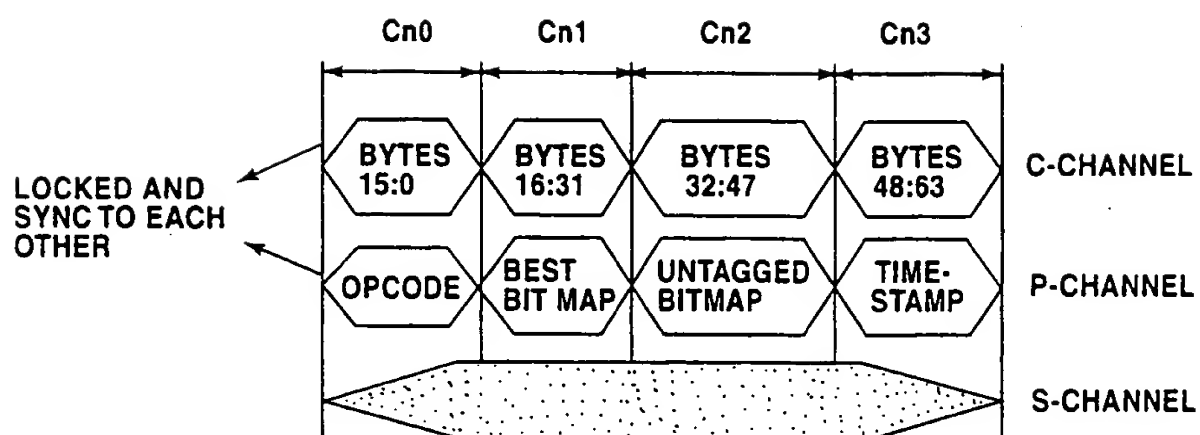 Cn0 Cn1 Cn2 Cn3
BYTES 15:0 BYTES 16:31 BYTES 32:47 BYTES 48:63 C-CHANNEL
LOCKED AND
SYNC TO EACH
OTHER
OPCODE BEST BIT MAP UNTAGGED BITMAP TIME-STAMP P-CHANNEL
S-CHANNEL